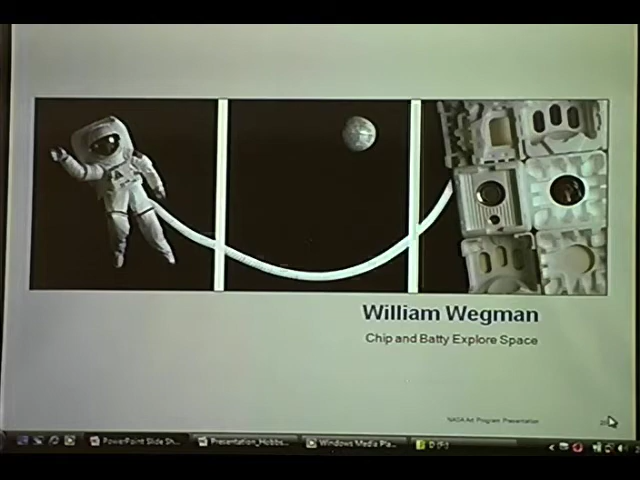 William Wegman
Chip and Batty Explore Space
NASA Art Program Presentation
PowerPoint Slide Sh...
Presentation_Hobbs...
Windows Media Pla...
D (F:)